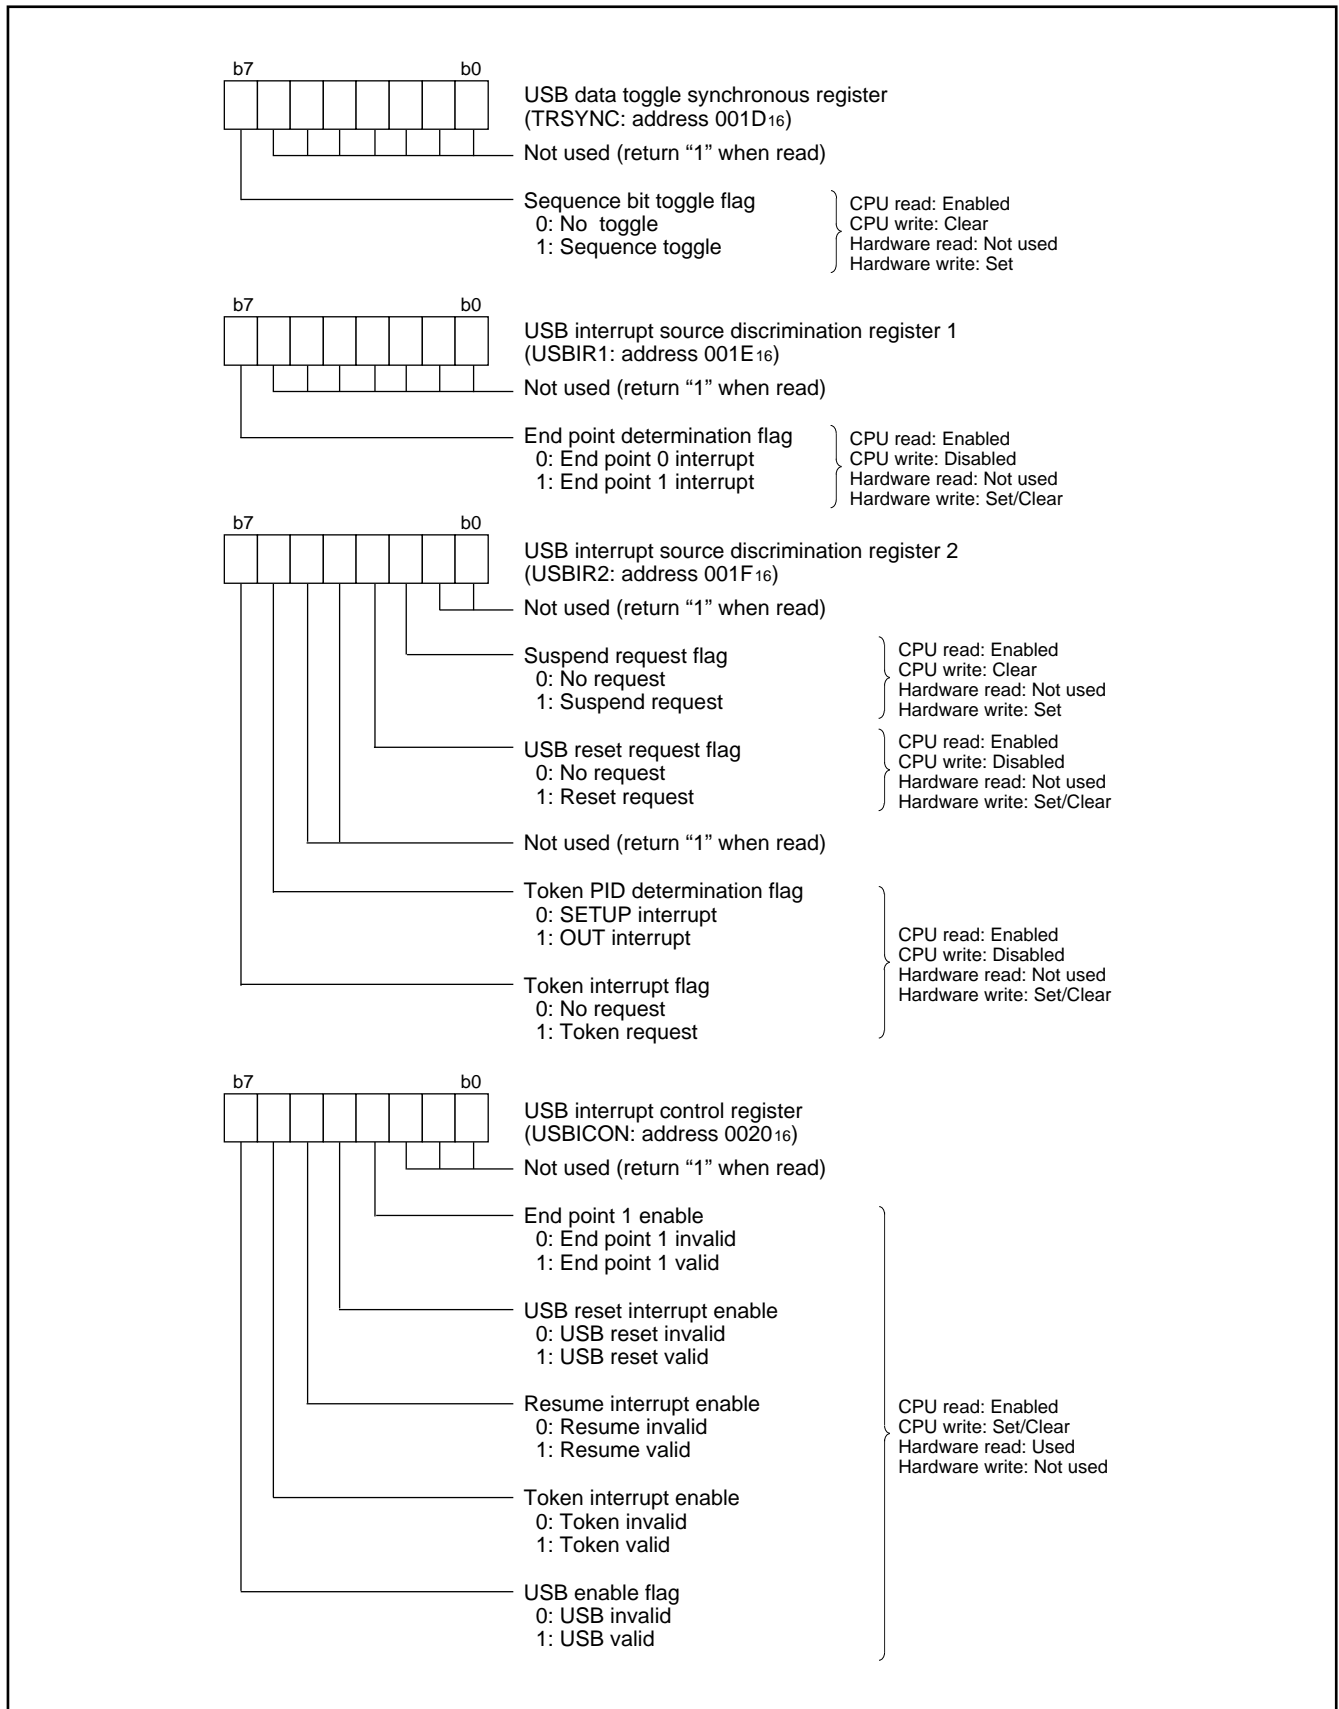 b7 b0
USB data toggle synchronous register
(TRSYNC: address 001D16)
Not used (return “1” when read)
Sequence bit toggle flag
0: No toggle
1: Sequence toggle
CPU read: Enabled
CPU write: Clear
Hardware read: Not used
Hardware write: Set
b7 b0
USB interrupt source discrimination register 1
(USBIR1: address 001E16)
Not used (return “1” when read)
End point determination flag
0: End point 0 interrupt
1: End point 1 interrupt
CPU read: Enabled
CPU write: Disabled
Hardware read: Not used
Hardware write: Set/Clear
b7 b0
USB interrupt source discrimination register 2
(USBIR2: address 001F16)
Not used (return “1” when read)
Suspend request flag
0: No request
1: Suspend request
CPU read: Enabled
CPU write: Clear
Hardware read: Not used
Hardware write: Set
USB reset request flag
0: No request
1: Reset request
CPU read: Enabled
CPU write: Disabled
Hardware read: Not used
Hardware write: Set/Clear
Not used (return “1” when read)
Token PID determination flag
0: SETUP interrupt
1: OUT interrupt
Token interrupt flag
0: No request
1: Token request
CPU read: Enabled
CPU write: Disabled
Hardware read: Not used
Hardware write: Set/Clear
b7 b0
USB interrupt control register
(USBICON: address 002016)
Not used (return “1” when read)
End point 1 enable
0: End point 1 invalid
1: End point 1 valid
USB reset interrupt enable
0: USB reset invalid
1: USB reset valid
Resume interrupt enable
0: Resume invalid
1: Resume valid
Token interrupt enable
0: Token invalid
1: Token valid
USB enable flag
0: USB invalid
1: USB valid
CPU read: Enabled
CPU write: Set/Clear
Hardware read: Used
Hardware write: Not used